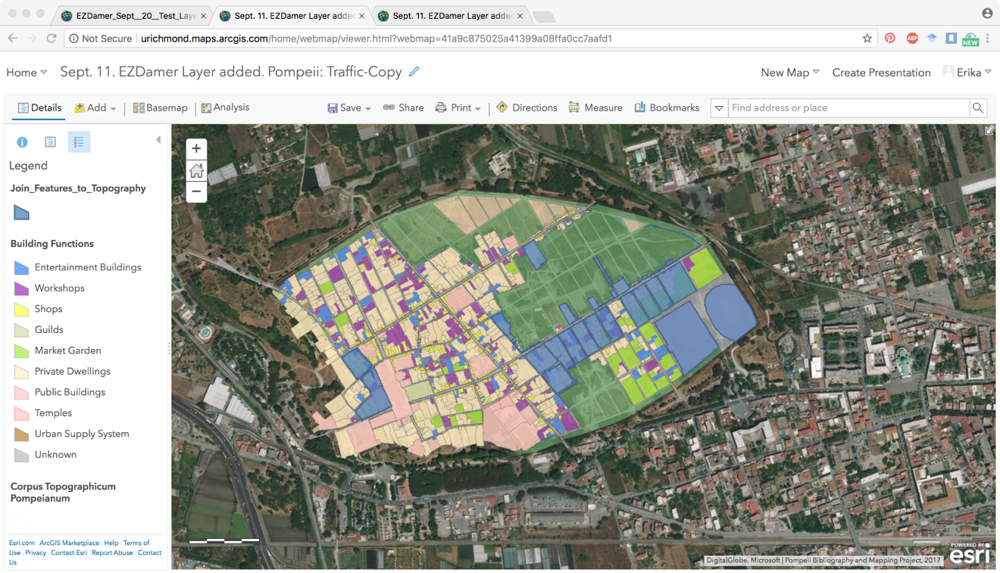 EZDamer_Sept__20__Test_Laye
Sept. 11. EZDamer Layer added
Sept. 11. EZDamer Layer added
Not Secure
urichmond.maps.arcgis.com/home/webmap/viewer.html?webmap=41a9c875025a41399a08ffa0cc7aafd1
ABP
NEW
Home
Sept. 11. EZDamer Layer added. Pompeii: Traffic-Copy
New Map
Create Presentation
Erika
Details
Add
Basemap
Analysis
Save
Share
Print
Directions
Measure
Bookmarks
Find address or place
Legend
Join_Features_to_Topography
Building Functions
Entertainment Buildings
Workshops
Shops
Guilds
Market Garden
Private Dwellings
Public Buildings
Temples
Urban Supply System
Unknown
Corpus Topographicum
Pompeianum
Esri.com . ArcGIS Marketplace . Help . Terms of
Use . Privacy . Contact Esri . Report Abuse . Contact
Us
DigitalGlobe, Microsoft | Pompeii Bibliography and Mapping Project, 2017
POWERED BY
esri